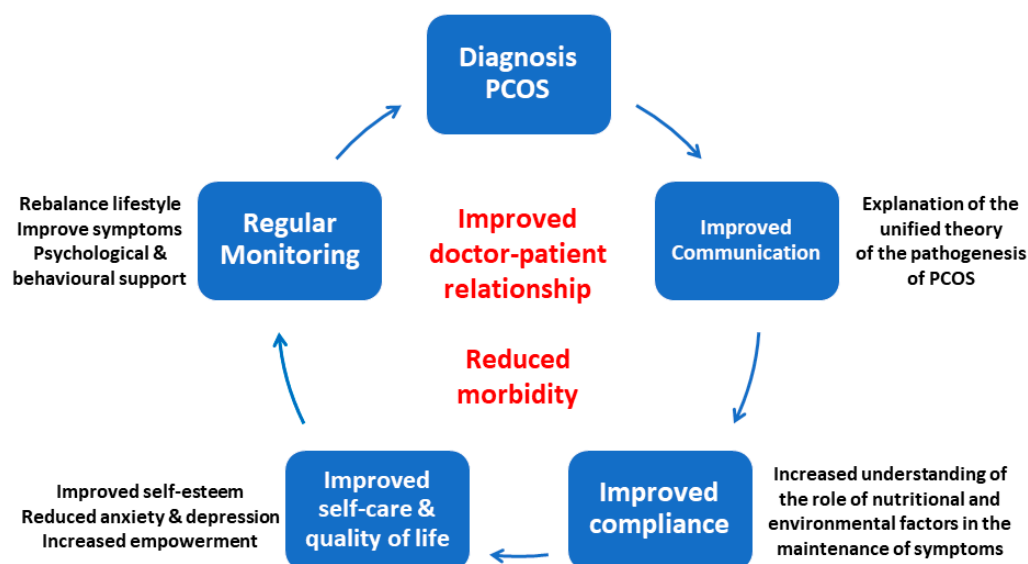 Diagnosis
PCOS
Rebalance lifestyle
Improve symptoms
Psychological &
behavioural support
Regular
Monitoring
Improved
doctor-patient
relationship
Improved
Communication
Explanation of the
unified theory
of the pathogenesis
of PCOS
Reduced
morbidity
Improved self-esteem
Reduced anxiety & depression
Increased empowerment
Improved
self-care &
quality of life
Improved
compliance
Increased understanding of
the role of nutritional and
environmental factors in the
maintenance of symptoms